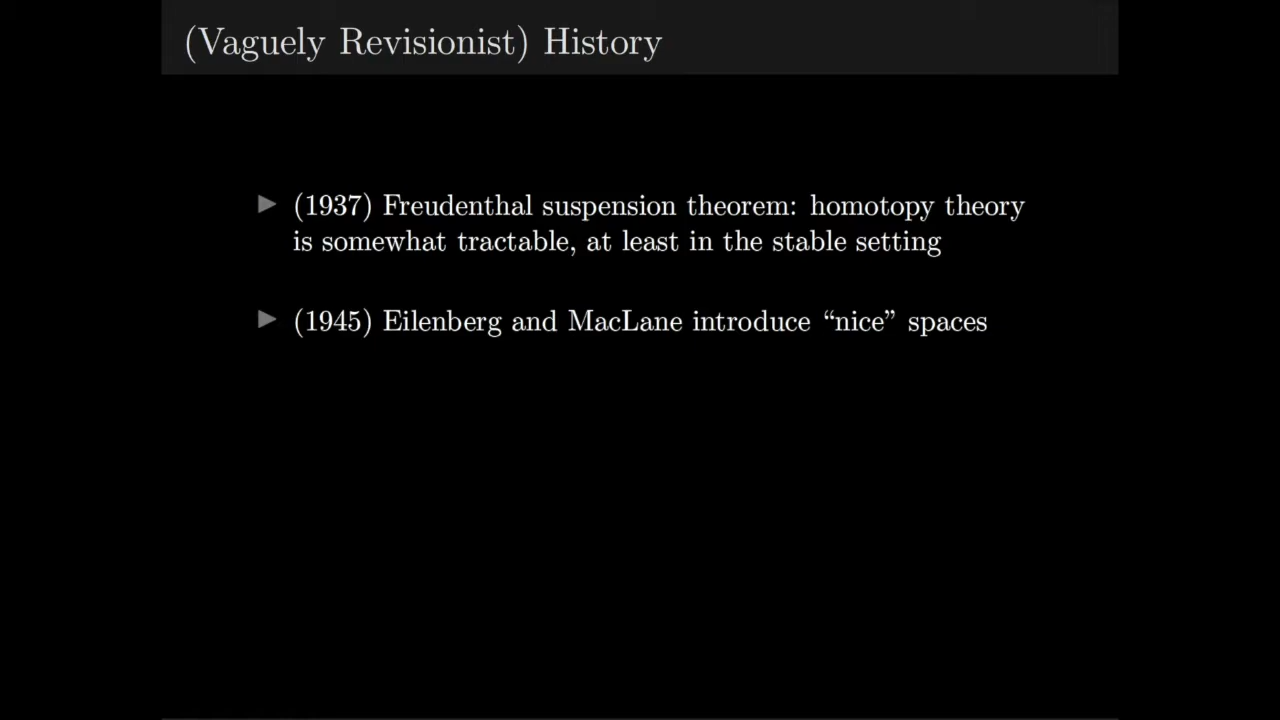 (Vaguely Revisionist) History
(1937) Freudenthal suspension theorem: homotopy theory
is somewhat tractable, at least in the stable setting
(1945) Eilenberg and MacLane introduce “nice” spaces